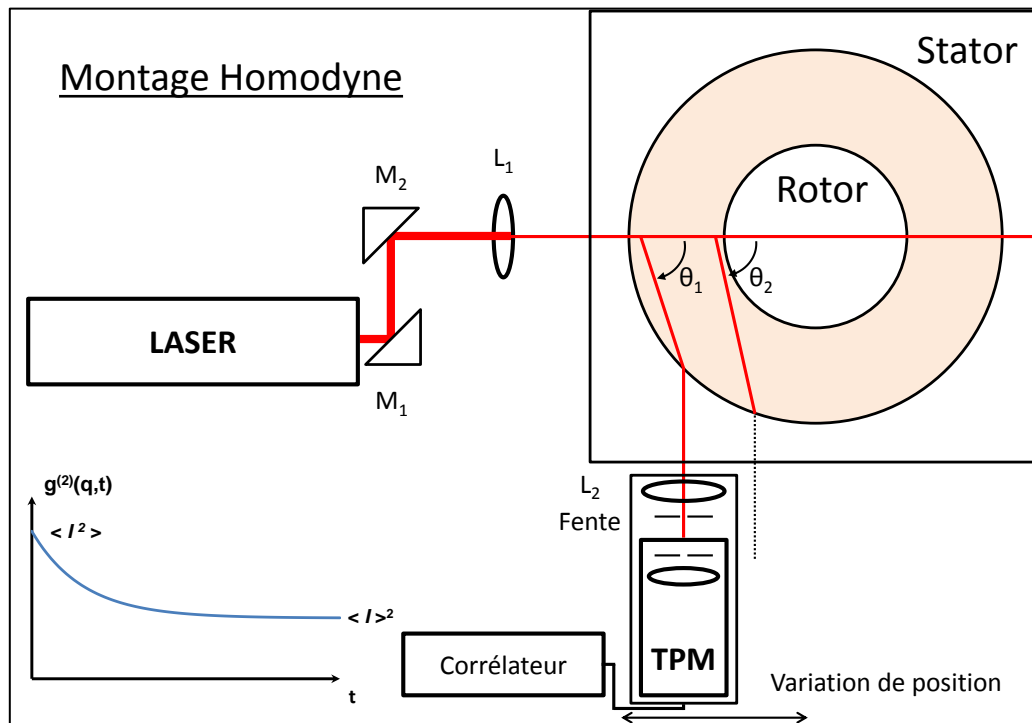 Montage Homodyne
Stator
L₁
M₂
Rotor
θ₁
θ₂
LASER
M₁
g⁽²⁾(q,t)
< I ² >
< I >²
t
L₂
Fente
TPM
Corrélateur
Variation de position